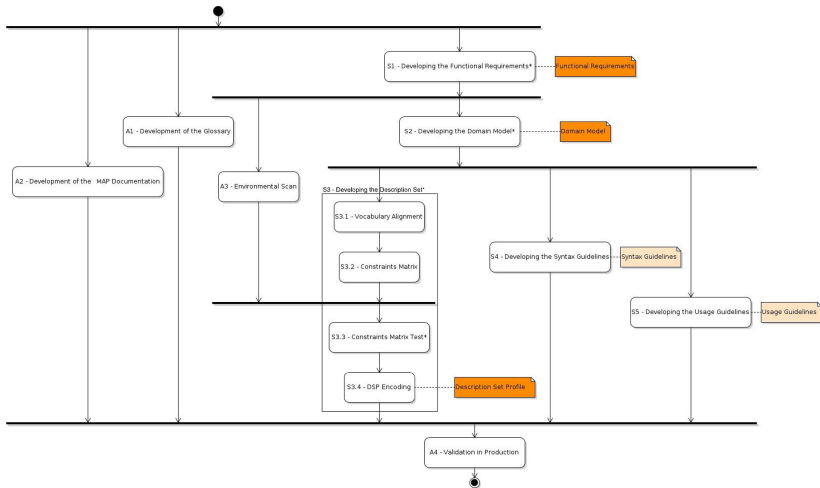 S1 - Developing the Functional Requirements*
Functional Requirements
A1 - Development of the Glossary
S2 - Developing the Domain Model*
Domain Model
A2 - Development of the MAP Documentation
A3 - Environmental Scan
S3 - Developing the Description Set*
S3.1 - Vocabulary Alignment
S3.2 - Constraints Matrix
S4 - Developing the Syntax Guidelines
Syntax Guidelines
S5 - Developing the Usage Guidelines
Usage Guidelines
S3.3 - Constraints Matrix Test*
S3.4 - DSP Encoding
Description Set Profile
A4 - Validation in Production